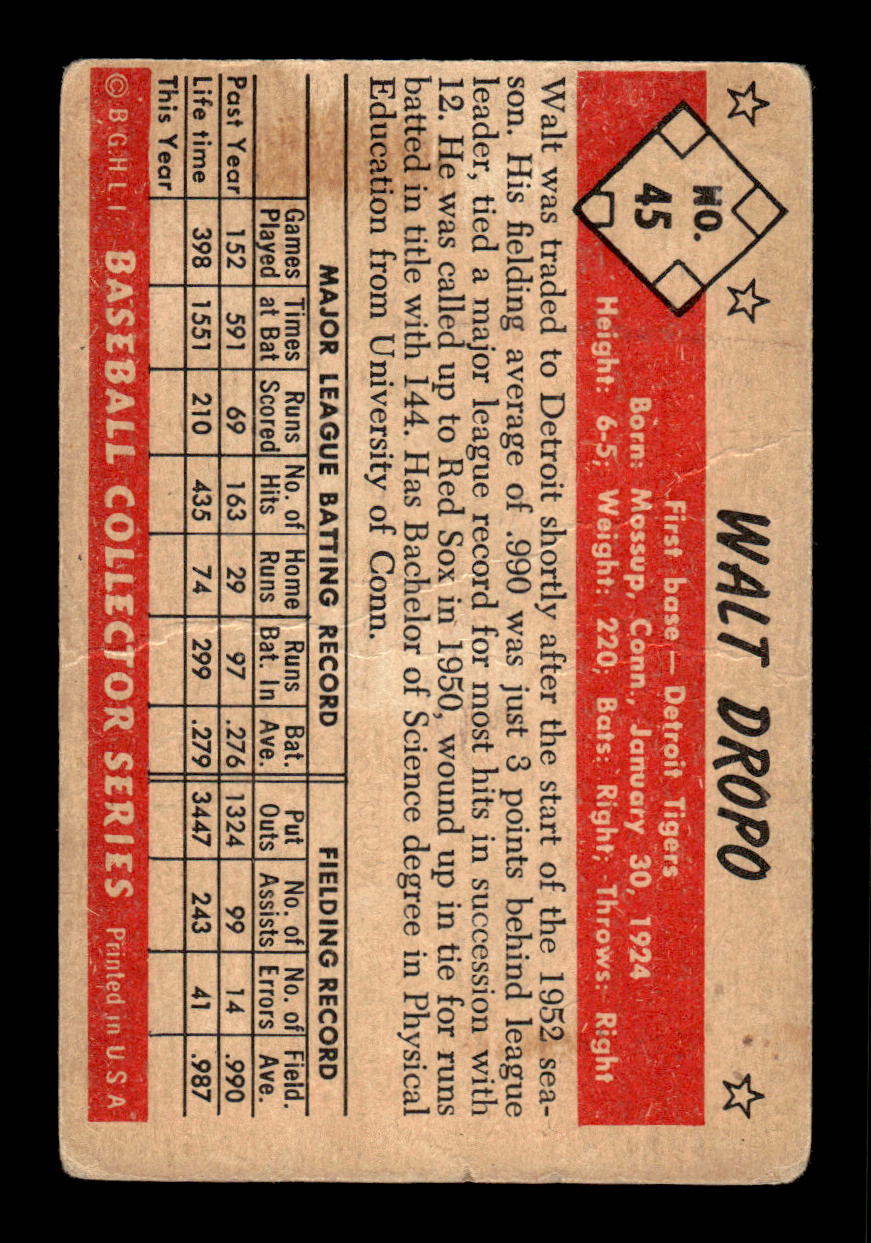 WALT DROPO
NO.
45
First base — Detroit Tigers
Born: Mossup, Conn., January 30, 1924
Height: 6-5; Weight: 220; Bats: Right; Throws: Right
Walt was traded to Detroit shortly after the start of the 1952 sea-
son. His fielding average of .990 was just 3 points behind league
leader, tied a major league record for most hits in succession with
12. He was called up to Red Sox in 1950, wound up in tie for runs
batted in title with 144. Has Bachelor of Science degree in Physical
Education from University of Conn.
MAJOR LEAGUE BATTING RECORD FIELDING RECORD
Games Times Runs No. of Home Runs Bat. Put No. of No. of Field.
Played at Bat Scored Hits Runs Bat. In Ave. Outs Assists Errors Ave.
Past Year 152 591 69 163 29 97 .276 1324 99 14 .990
Life time 398 1551 210 435 74 299 .279 3447 243 41 .987
This Year
© B.G.H.L.I. BASEBALL COLLECTOR SERIES Printed in U S A